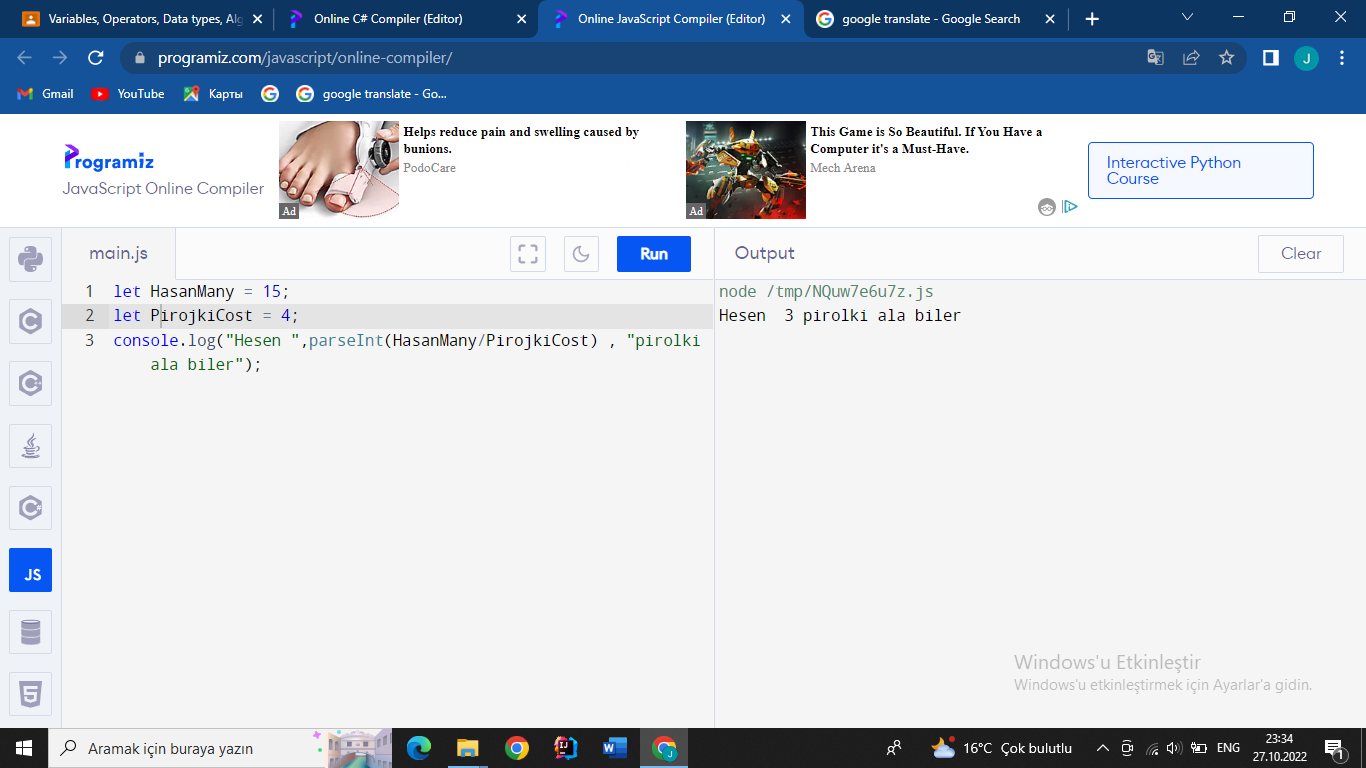 Variables, Operators, Data types, Alg
Online C# Compiler (Editor)
Online JavaScript Compiler (Editor)
google translate - Google Search
programiz.com/javascript/online-compiler/
J
Gmail
YouTube
Карты
google translate - Go...
Programiz
JavaScript Online Compiler
Ad
Helps reduce pain and swelling caused by
bunions.
PodoCare
Ad
This Game is So Beautiful. If You Have a
Computer it's a Must-Have.
Mech Arena
Interactive Python
Course
main.js
Run
Output
Clear
1 let HasanMany = 15;
2 let PirojkiCost = 4;
3 console.log("Hesen ",parseInt(HasanMany/PirojkiCost) , "pirolki
ala biler");
node /tmp/NQuw7e6u7z.js
Hesen  3 pirolki ala biler
JS
Windows'u Etkinleştir
Windows'u etkinleştirmek için Ayarlar'a gidin.
Aramak için buraya yazın
16°C Çok bulutlu
ENG
23:34
27.10.2022
1